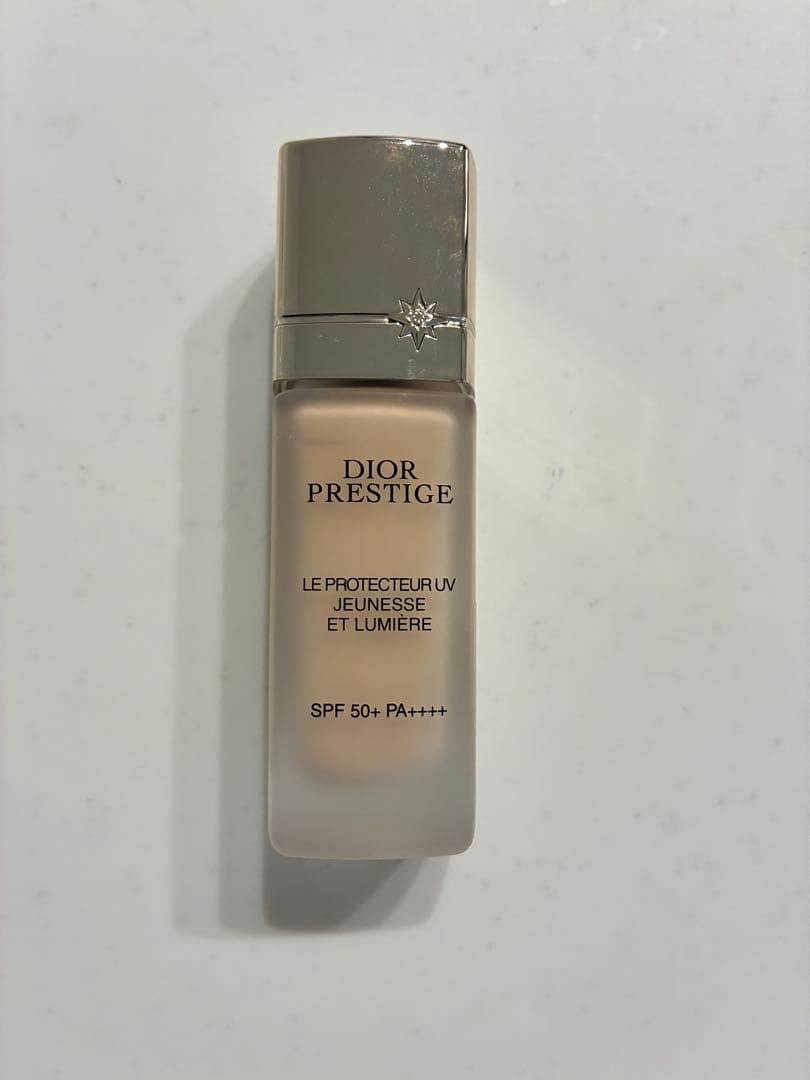 DIOR
PRESTIGE
LE PROTECTEUR UV
JEUNESSE
ET LUMIÈRE
SPF 50+ PA++++